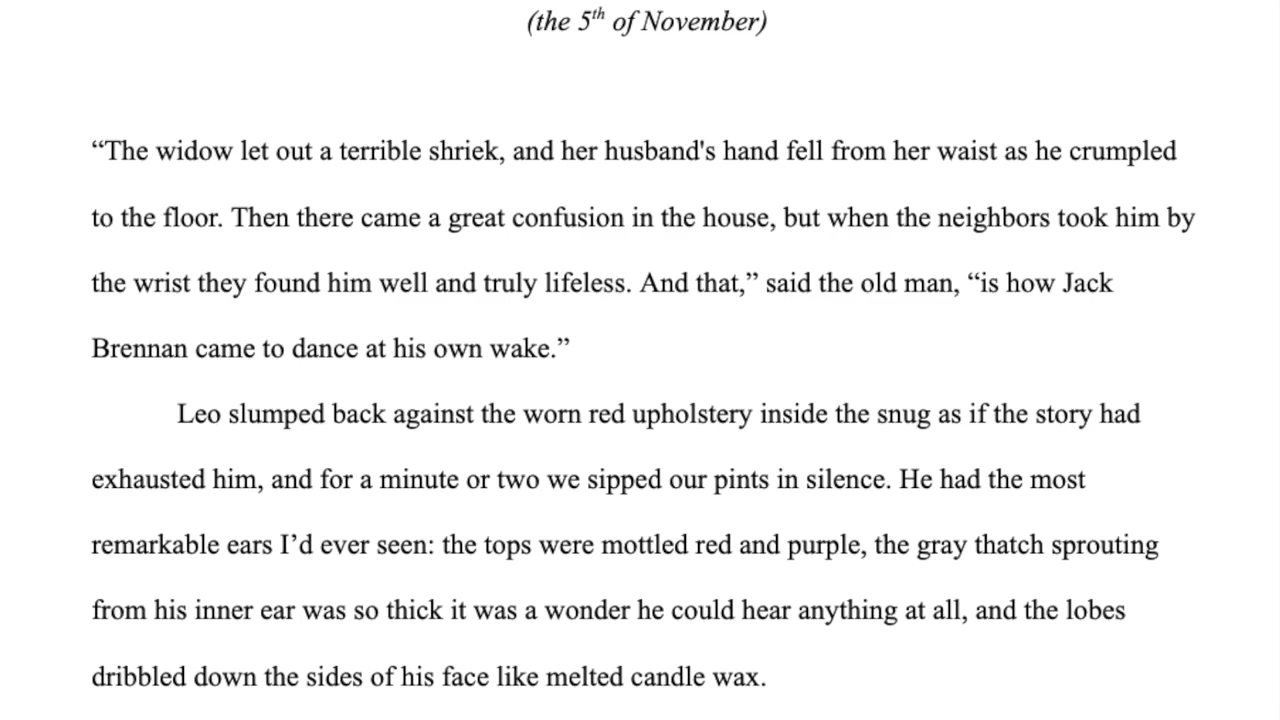 (the 5th of November)
“The widow let out a terrible shriek, and her husband's hand fell from her waist as he crumpled
to the floor. Then there came a great confusion in the house, but when the neighbors took him by
the wrist they found him well and truly lifeless. And that,” said the old man, “is how Jack
Brennan came to dance at his own wake.”
Leo slumped back against the worn red upholstery inside the snug as if the story had
exhausted him, and for a minute or two we sipped our pints in silence. He had the most
remarkable ears I’d ever seen: the tops were mottled red and purple, the gray thatch sprouting
from his inner ear was so thick it was a wonder he could hear anything at all, and the lobes
dribbled down the sides of his face like melted candle wax.